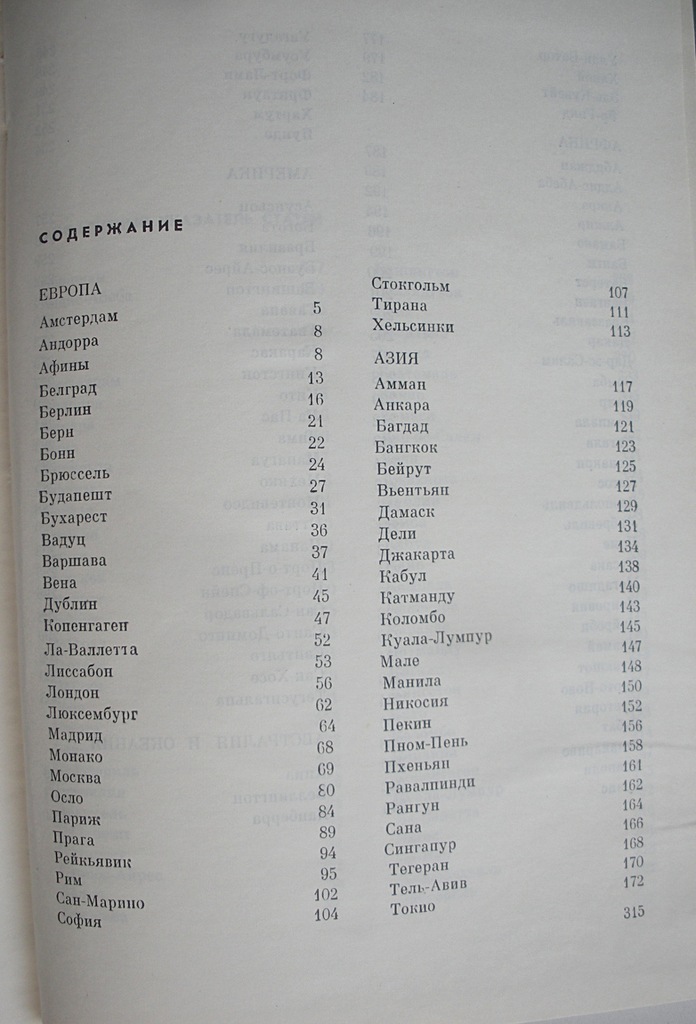 СОДЕРЖАНИЕ
ЕВРОПА
Амстердам 5
Андорра 8
Афины 8
Белград 13
Берлин 16
Берн 21
Бонн 22
Брюссель 24
Будапешт 27
Бухарест 31
Вадуц 36
Варшава 37
Вена 41
Дублин 45
Копенгаген 47
Ла-Валлетта 52
Лиссабон 53
Лондон 56
Люксембург 62
Мадрид 64
Монако 68
Москва 69
Осло 80
Париж 84
Прага 89
Рейкьявик 94
Рим 95
Сан-Марино 102
София 104
Стокгольм 107
Тирана 111
Хельсинки 113
АЗИЯ
Амман 117
Анкара 119
Багдад 121
Бангкок 123
Бейрут 125
Вьентьян 127
Дамаск 129
Дели 131
Джакарта 134
Кабул 138
Катманду 140
Коломбо 143
Куала-Лумпур 145
Мале 147
Манила 148
Никосия 150
Пекин 152
Пном-Пень 156
Пхеньян 158
Равалпинди 161
Рангун 162
Сана 164
Сингапур 166
Тегеран 168
Тель-Авив 170
Токио 172
315